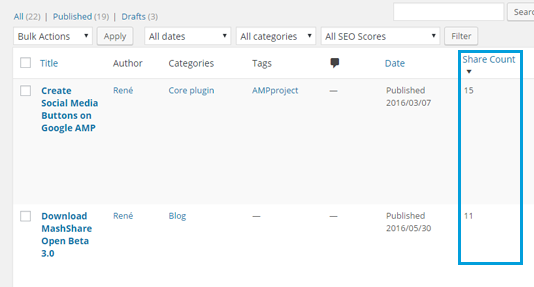 All (22) | Published (19) | Drafts (3)
Bulk Actions Apply All dates All categories All SEO Scores Filter
Title Author Categories Tags Date Share Count
Create Social Media Buttons on Google AMP René Core plugin AMPproject — Published 2016/03/07 15
Download MashShare Open Beta 3.0 René Blog — — Published 2016/05/30 11